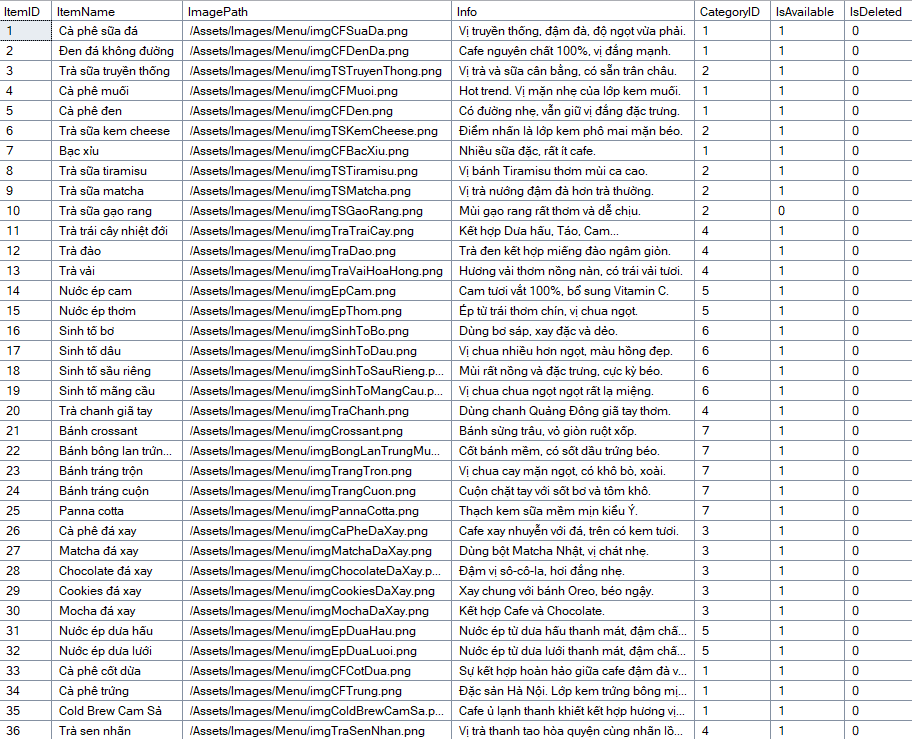 ItemID ItemName ImagePath Info CategoryID IsAvailable IsDeleted
1 Cà phê sữa đá /Assets/Images/Menu/imgCFSuaDa.png Vị truyền thống, đậm đà, độ ngọt vừa phải. 1 1 0
2 Đen đá không đường /Assets/Images/Menu/imgCFDenDa.png Cafe nguyên chất 100%, vị đắng mạnh. 1 1 0
3 Trà sữa truyền thống /Assets/Images/Menu/imgTSTruyenThong.png Vị trà và sữa cân bằng, có sẵn trân châu. 2 1 0
4 Cà phê muối /Assets/Images/Menu/imgCFMuoi.png Hot trend. Vị mặn nhẹ của lớp kem muối. 1 1 0
5 Cà phê đen /Assets/Images/Menu/imgCFDen.png Có đường nhẹ, vẫn giữ vị đắng đặc trưng. 1 1 0
6 Trà sữa kem cheese /Assets/Images/Menu/imgTSKemCheese.png Điểm nhấn là lớp kem phô mai mặn béo. 2 1 0
7 Bạc xỉu /Assets/Images/Menu/imgCFBacXiu.png Nhiều sữa đặc, rất ít cafe. 1 1 0
8 Trà sữa tiramisu /Assets/Images/Menu/imgTSTiramisu.png Vị bánh Tiramisu thơm mùi ca cao. 2 1 0
9 Trà sữa matcha /Assets/Images/Menu/imgTSMatcha.png Vị trà nướng đậm đà hơn trà thường. 2 1 0
10 Trà sữa gạo rang /Assets/Images/Menu/imgTSGaoRang.png Mùi gạo rang rất thơm và dễ chịu. 2 0 0
11 Trà trái cây nhiệt đới /Assets/Images/Menu/imgTraTraiCay.png Kết hợp Dưa hấu, Táo, Cam... 4 1 0
12 Trà đào /Assets/Images/Menu/imgTraDao.png Trà đen kết hợp miếng đào ngâm giòn. 4 1 0
13 Trà vải /Assets/Images/Menu/imgTraVaiHoaHong.png Hương vải thơm nồng nàn, có trái vải tươi. 4 1 0
14 Nước ép cam /Assets/Images/Menu/imgEpCam.png Cam tươi vắt 100%, bổ sung Vitamin C. 5 1 0
15 Nước ép thơm /Assets/Images/Menu/imgEpThom.png Ép từ trái thơm chín, vị chua ngọt. 5 1 0
16 Sinh tố bơ /Assets/Images/Menu/imgSinhToBo.png Dùng bơ sáp, xay đặc và dẻo. 6 1 0
17 Sinh tố dâu /Assets/Images/Menu/imgSinhToDau.png Vị chua nhiều hơn ngọt, màu hồng đẹp. 6 1 0
18 Sinh tố sầu riêng /Assets/Images/Menu/imgSinhToSauRieng.p... Mùi rất nồng và đặc trưng, cực kỳ béo. 6 1 0
19 Sinh tố mãng cầu /Assets/Images/Menu/imgSinhToMangCau.p... Vị chua chua ngọt ngọt rất lạ miệng. 6 1 0
20 Trà chanh giã tay /Assets/Images/Menu/imgTraChanh.png Dùng chanh Quảng Đông giã tay thơm. 4 1 0
21 Bánh crossant /Assets/Images/Menu/imgCrossant.png Bánh sừng trâu, vỏ giòn ruột xốp. 7 1 0
22 Bánh bông lan trứn... /Assets/Images/Menu/imgBongLanTrungMu... Cốt bánh mềm, có sốt dầu trứng béo. 7 1 0
23 Bánh tráng trộn /Assets/Images/Menu/imgTrangTron.png Vị chua cay mặn ngọt, có khô bò, xoài. 7 1 0
24 Bánh tráng cuộn /Assets/Images/Menu/imgTrangCuon.png Cuộn chặt tay với sốt bơ và tôm khô. 7 1 0
25 Panna cotta /Assets/Images/Menu/imgPannaCotta.png Thạch kem sữa mềm mịn kiểu Ý. 7 1 0
26 Cà phê đá xay /Assets/Images/Menu/imgCaPheDaXay.png Cafe xay nhuyễn với đá, trên có kem tươi. 3 1 0
27 Matcha đá xay /Assets/Images/Menu/imgMatchaDaXay.png Dùng bột Matcha Nhật, vị chát nhẹ. 3 1 0
28 Chocolate đá xay /Assets/Images/Menu/imgChocolateDaXay.p... Đậm vị sô-cô-la, hơi đắng nhẹ. 3 1 0
29 Cookies đá xay /Assets/Images/Menu/imgCookiesDaXay.png Xay chung với bánh Oreo, béo ngậy. 3 1 0
30 Mocha đá xay /Assets/Images/Menu/imgMochaDaXay.png Kết hợp Cafe và Chocolate. 3 1 0
31 Nước ép dưa hấu /Assets/Images/Menu/imgEpDuaHau.png Nước ép từ dưa hấu thanh mát, đậm chấ... 5 1 0
32 Nước ép dưa lưới /Assets/Images/Menu/imgEpDuaLuoi.png Nước ép từ dưa lưới thanh mát, đậm chấ... 5 1 0
33 Cà phê cốt dừa /Assets/Images/Menu/imgCFCotDua.png Sự kết hợp hoàn hảo giữa cafe đậm đà v... 1 1 0
34 Cà phê trứng /Assets/Images/Menu/imgCFTrung.png Đặc sản Hà Nội. Lớp kem trứng bông mị... 1 1 0
35 Cold Brew Cam Sả /Assets/Images/Menu/imgColdBrewCamSa.p... Cafe ủ lạnh thanh khiết kết hợp hương vị... 1 1 0
36 Trà sen nhãn /Assets/Images/Menu/imgTraSenNhan.png Vị trà thanh tao hòa quyện cùng nhãn lồ... 4 1 0